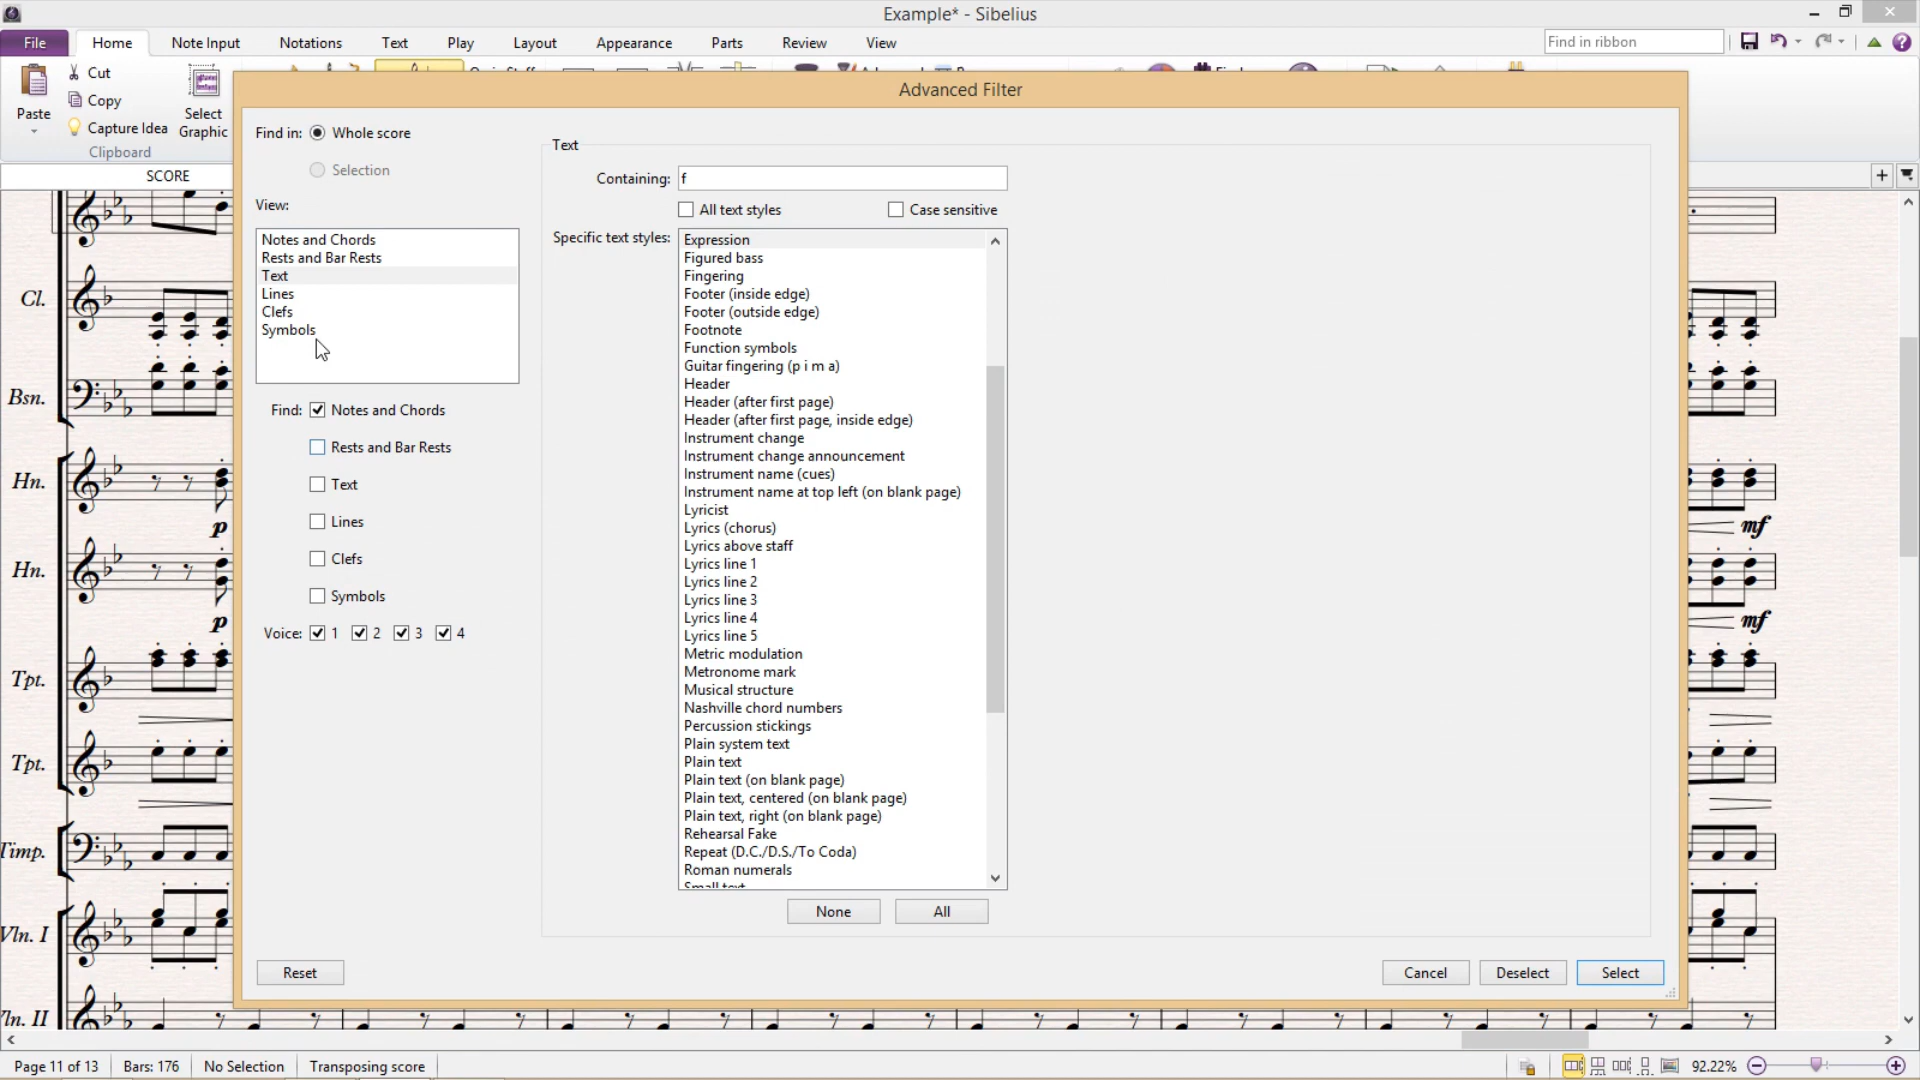 Example* - Sibelius
File Home Note Input Notations Text Play Layout Appearance Parts Review View Find in ribbon
Paste
Cut
Copy
Capture Idea
Select
Graphic
Clipboard
SCORE
Advanced Filter
Find in: Whole score
Selection
View:
Notes and Chords
Rests and Bar Rests
Text
Lines
Clefs
Symbols
Find: Notes and Chords
Rests and Bar Rests
Text
Lines
Clefs
Symbols
Voice: 1 2 3 4
Text
Containing: f
All text styles Case sensitive
Specific text styles:
Expression
Figured bass
Fingering
Footer (inside edge)
Footer (outside edge)
Footnote
Function symbols
Guitar fingering (p i m a)
Header
Header (after first page)
Header (after first page, inside edge)
Instrument change
Instrument change announcement
Instrument name (cues)
Instrument name at top left (on blank page)
Lyricist
Lyrics (chorus)
Lyrics above staff
Lyrics line 1
Lyrics line 2
Lyrics line 3
Lyrics line 4
Lyrics line 5
Metric modulation
Metronome mark
Musical structure
Nashville chord numbers
Percussion stickings
Plain system text
Plain text
Plain text (on blank page)
Plain text, centered (on blank page)
Plain text, right (on blank page)
Rehearsal Fake
Repeat (D.C./D.S./To Coda)
Roman numerals
Small text
None All
Reset Cancel Deselect Select
Cl.
Bsn.
Hn.
p mf
Hn.
p mf
Tpt.
Tpt.
Timp.
Vln. I
Vln. II
Page 11 of 13 Bars: 176 No Selection Transposing score 92.22%